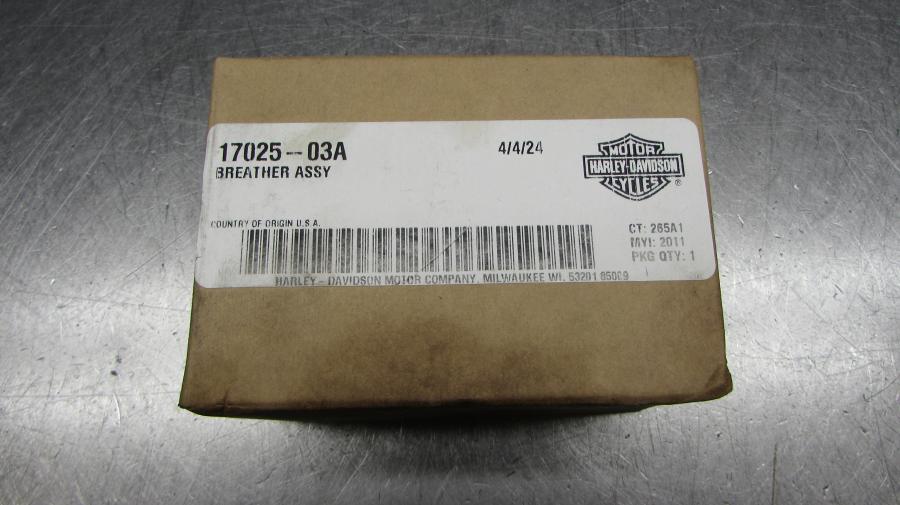 17025-03A
BREATHER ASSY
4/4/24
MOTOR
HARLEY-DAVIDSON
CYCLES
®
COUNTRY OF ORIGIN U.S.A.
CT: 265A1
MYI: 2011
PKG QTY: 1
HARLEY - DAVIDSON MOTOR COMPANY, MILWAUKEE WI. 53201